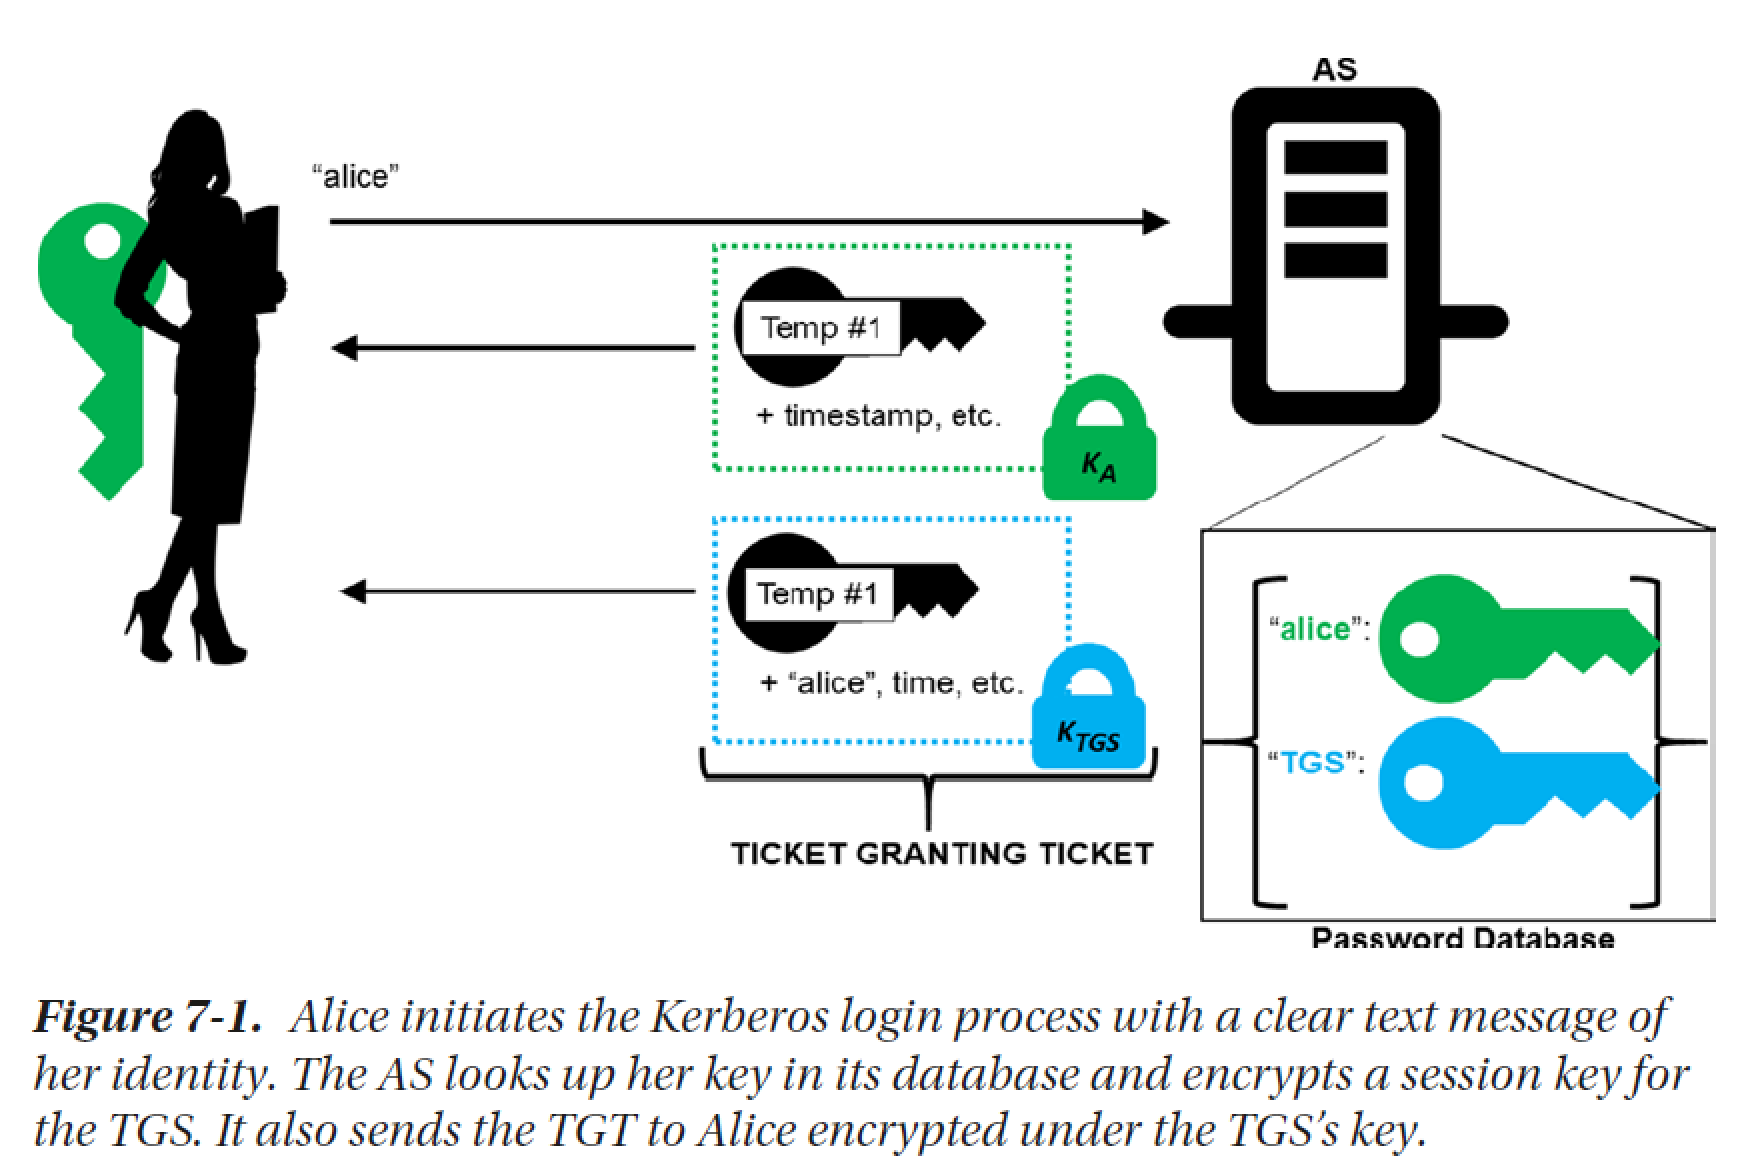 AS
“alice”
Temp #1
+ timestamp, etc.
KA
Temp #1
+ “alice”, time, etc.
KTGS
TICKET GRANTING TICKET
“alice”:
“TGS”:
Password Database
Figure 7-1. Alice initiates the Kerberos login process with a clear text message of
her identity. The AS looks up her key in its database and encrypts a session key for
the TGS. It also sends the TGT to Alice encrypted under the TGS’s key.